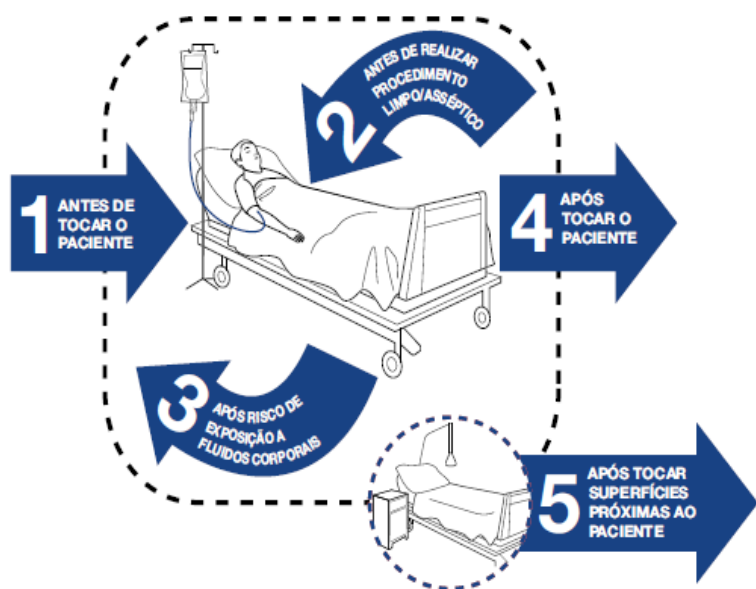 1
ANTES DE
TOCAR O
PACIENTE
2
ANTES DE REALIZAR
PROCEDIMENTO
LIMPO/ASSÉPTICO
3
APÓS RISCO DE
EXPOSIÇÃO A
FLUIDOS CORPORAIS
4
APÓS
TOCAR O
PACIENTE
5
APÓS TOCAR
SUPERFÍCIES
PRÓXIMAS AO
PACIENTE